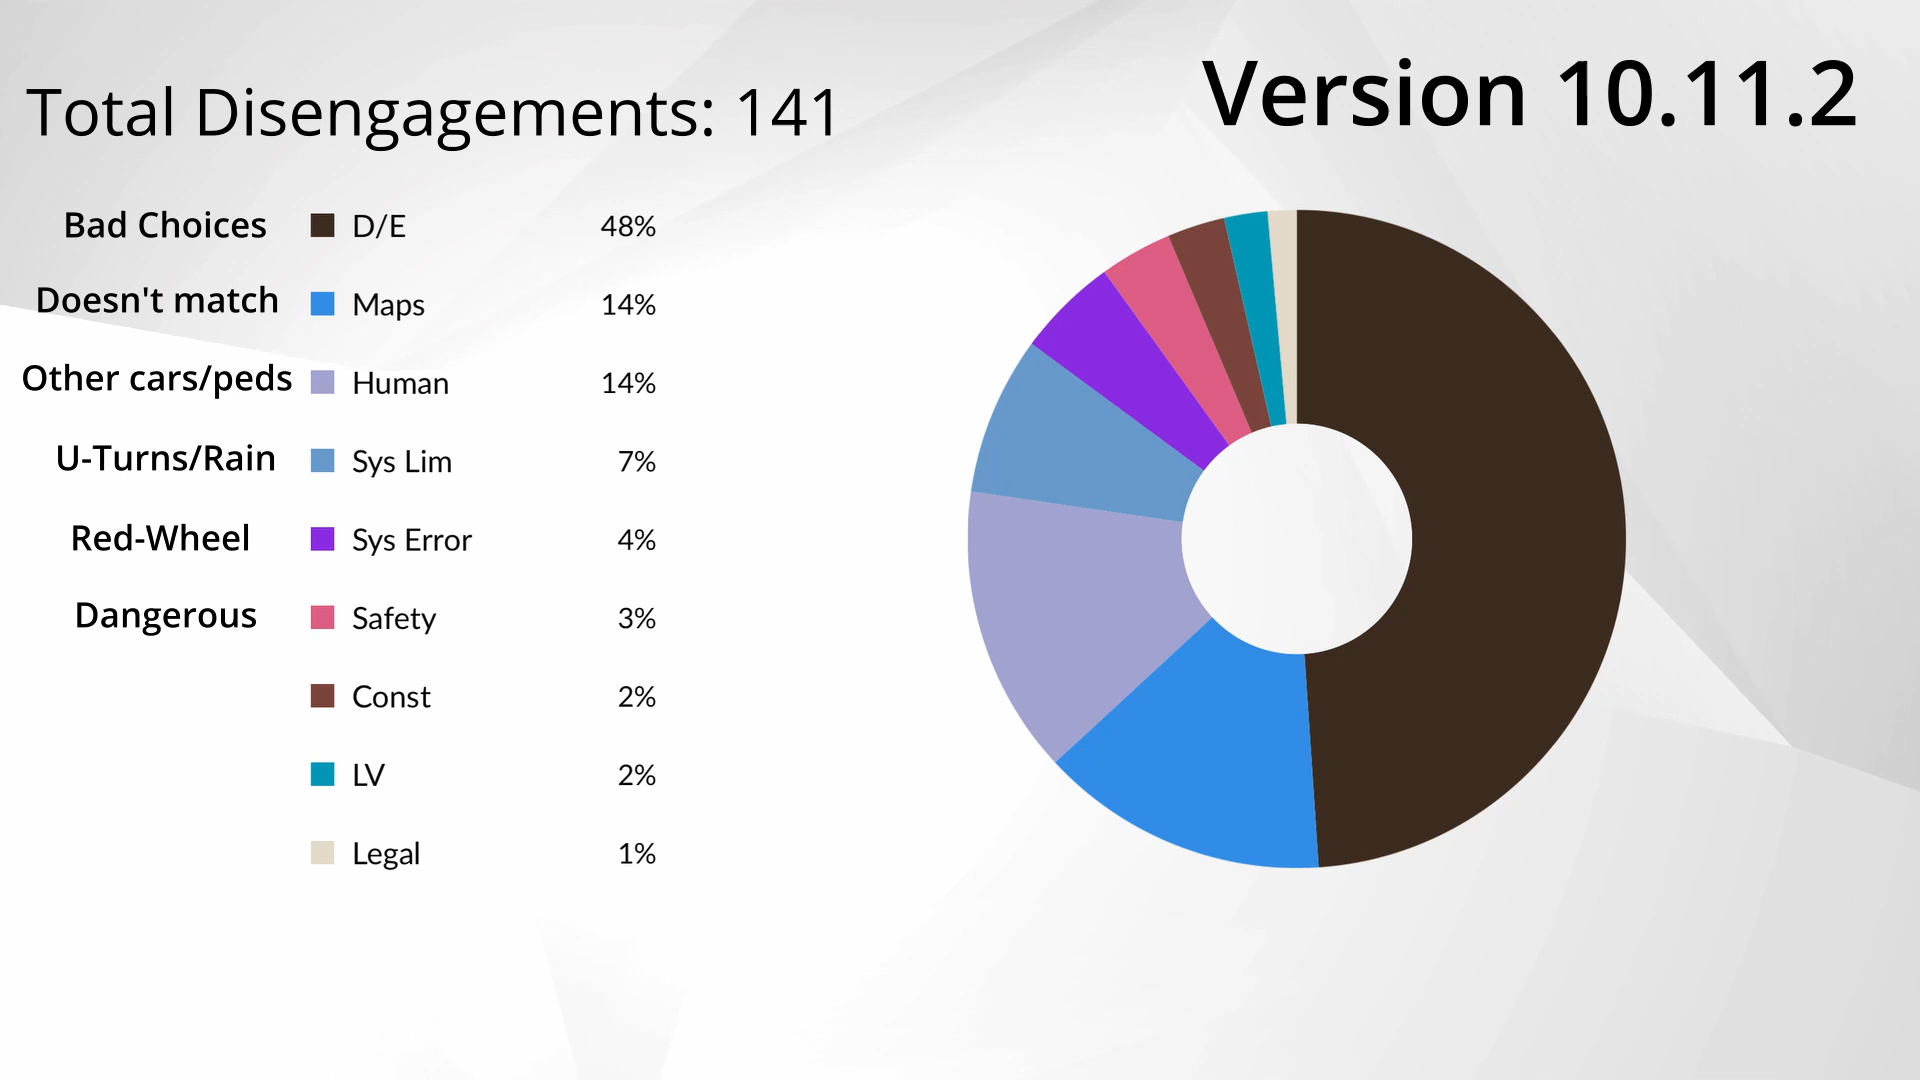 Version 10.11.2
Total Disengagements: 141
Bad Choices D/E 48%
Doesn't match Maps 14%
Other cars/peds Human 14%
U-Turns/Rain Sys Lim 7%
Red-Wheel Sys Error 4%
Dangerous Safety 3%
Const 2%
LV 2%
Legal 1%